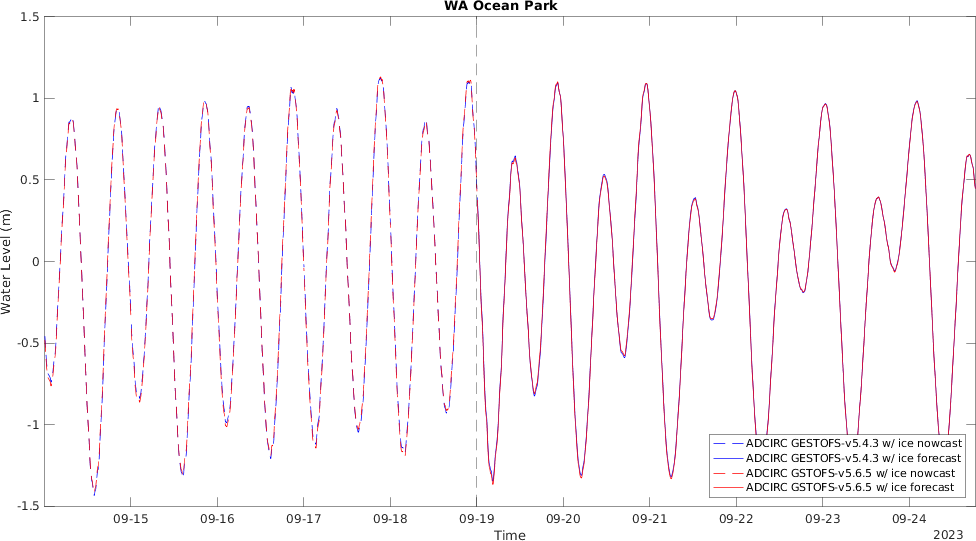 WA Ocean Park
1.5
1
0.5
0
-0.5
-1
-1.5
Water Level (m)
09-15 09-16 09-17 09-18 09-19 09-20 09-21 09-22 09-23 09-24
Time
2023
ADCIRC GESTOFS-v5.4.3 w/ ice nowcast
ADCIRC GESTOFS-v5.4.3 w/ ice forecast
ADCIRC GSTOFS-v5.6.5 w/ ice nowcast
ADCIRC GSTOFS-v5.6.5 w/ ice forecast